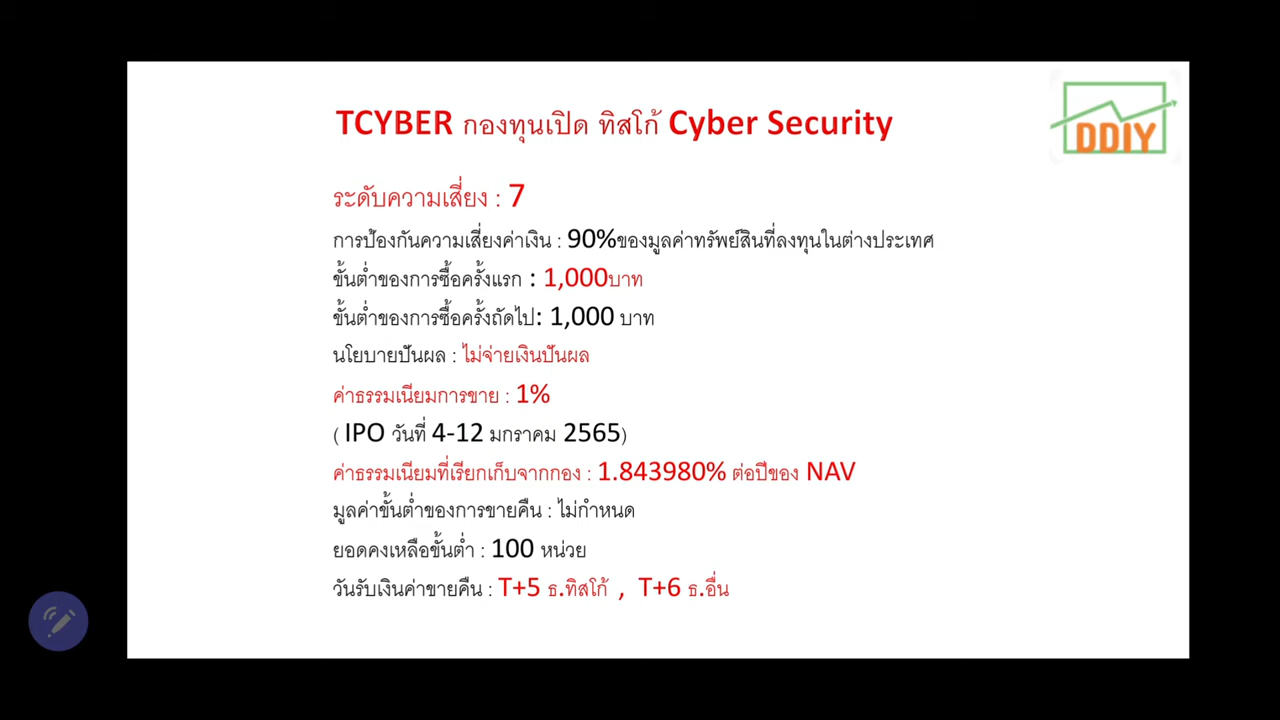 TCYBER กองทุนเปิด ทิสโก้ Cyber Security
DDIY
ระดับความเสี่ยง : 7
การป้องกันความเสี่ยงค่าเงิน : 90%ของมูลค่าทรัพย์สินที่ลงทุนในต่างประเทศ
ขั้นต่ำของการซื้อครั้งแรก : 1,000บาท
ขั้นต่ำของการซื้อครั้งถัดไป: 1,000 บาท
นโยบายปันผล : ไม่จ่ายเงินปันผล
ค่าธรรมเนียมการขาย : 1%
( IPO วันที่ 4-12 มกราคม 2565)
ค่าธรรมเนียมที่เรียกเก็บจากกอง : 1.843980% ต่อปีของ NAV
มูลค่าขั้นต่ำของการขายคืน : ไม่กำหนด
ยอดคงเหลือขั้นต่ำ : 100 หน่วย
วันรับเงินค่าขายคืน : T+5 ธ.ทิสโก้ , T+6 ธ.อื่น